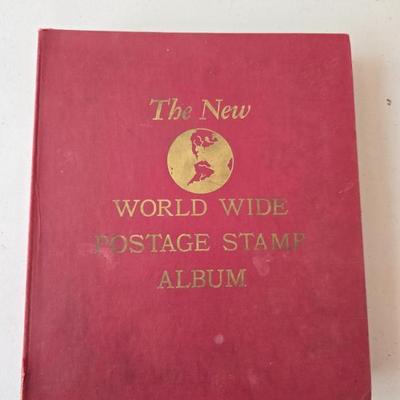 The New
WORLD WIDE
POSTAGE STAMP
ALBUM